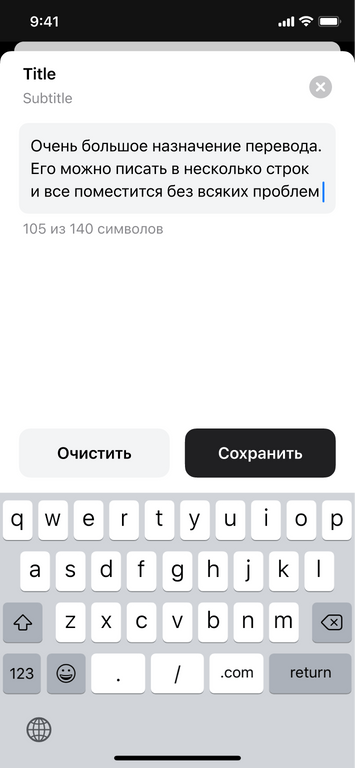 9:41
Title
Subtitle
Очень большое назначение перевода.
Его можно писать в несколько строк
и все поместится без всяких проблем
105 из 140 символов
Очистить Сохранить
q w e r t y u i o p
a s d f g h j k l
z x c v b n m
123 . / .com return